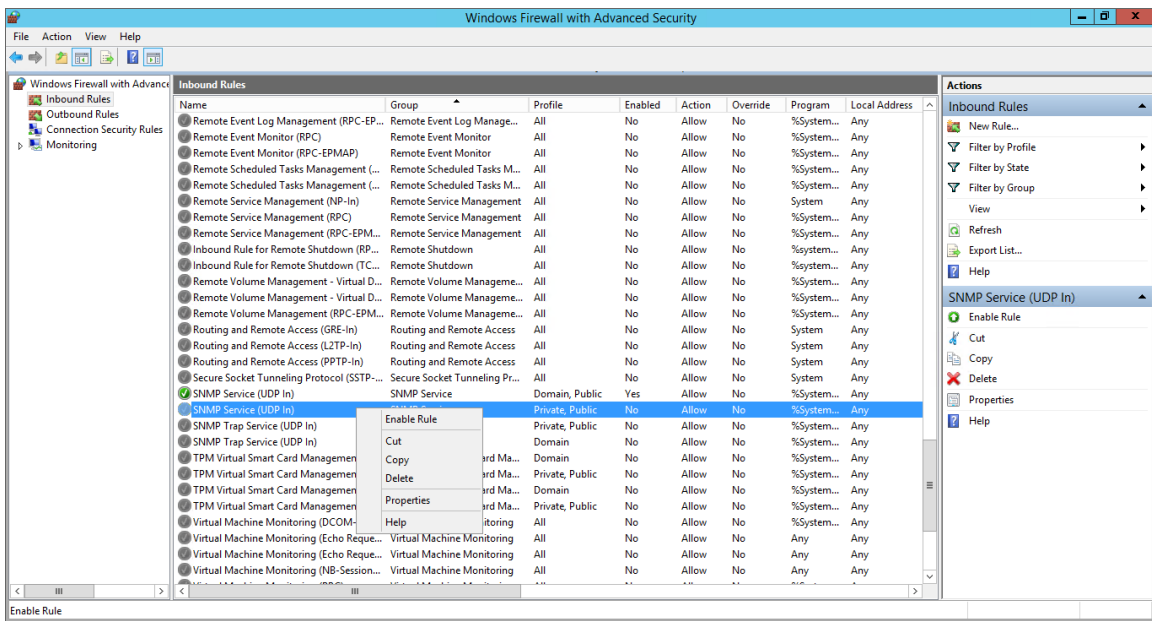 Windows Firewall with Advanced Security
File Action View Help
Windows Firewall with Advance
Inbound Rules
Outbound Rules
Connection Security Rules
Monitoring
Inbound Rules
Name Group Profile Enabled Action Override Program Local Address
Remote Event Log Management (RPC-EP... Remote Event Log Manage... All No Allow No %System... Any
Remote Event Monitor (RPC) Remote Event Monitor All No Allow No %System... Any
Remote Event Monitor (RPC-EPMAP) Remote Event Monitor All No Allow No %System... Any
Remote Scheduled Tasks Management (... Remote Scheduled Tasks M... All No Allow No %System... Any
Remote Scheduled Tasks Management (... Remote Scheduled Tasks M... All No Allow No %System... Any
Remote Service Management (NP-In) Remote Service Management All No Allow No System Any
Remote Service Management (RPC) Remote Service Management All No Allow No %System... Any
Remote Service Management (RPC-EPM... Remote Service Management All No Allow No %System... Any
Inbound Rule for Remote Shutdown (RP... Remote Shutdown All No Allow No %system... Any
Inbound Rule for Remote Shutdown (TC... Remote Shutdown All No Allow No %system... Any
Remote Volume Management - Virtual D... Remote Volume Manageme... All No Allow No %System... Any
Remote Volume Management - Virtual D... Remote Volume Manageme... All No Allow No %System... Any
Remote Volume Management (RPC-EPM... Remote Volume Manageme... All No Allow No %System... Any
Routing and Remote Access (GRE-In) Routing and Remote Access All No Allow No System Any
Routing and Remote Access (L2TP-In) Routing and Remote Access All No Allow No System Any
Routing and Remote Access (PPTP-In) Routing and Remote Access All No Allow No System Any
Secure Socket Tunneling Protocol (SSTP-... Secure Socket Tunneling Pr... All No Allow No System Any
SNMP Service (UDP In) SNMP Service Domain, Public Yes Allow No %System... Any
SNMP Service (UDP In) Private, Public No Allow No %System... Any
SNMP Trap Service (UDP In) Private, Public No Allow No %System... Any
SNMP Trap Service (UDP In) Domain No Allow No %System... Any
TPM Virtual Smart Card Managemen ard Ma... Domain No Allow No %System... Any
TPM Virtual Smart Card Managemen ard Ma... Private, Public No Allow No %System... Any
TPM Virtual Smart Card Managemen ard Ma... Domain No Allow No %System... Any
TPM Virtual Smart Card Managemen ard Ma... Private, Public No Allow No %System... Any
Virtual Machine Monitoring (DCOM- itoring All No Allow No %System... Any
Virtual Machine Monitoring (Echo Reque... Virtual Machine Monitoring All No Allow No Any Any
Virtual Machine Monitoring (Echo Reque... Virtual Machine Monitoring All No Allow No Any Any
Virtual Machine Monitoring (NB-Session... Virtual Machine Monitoring All No Allow No Any Any
Enable Rule
Cut
Copy
Delete
Properties
Help
Actions
Inbound Rules
New Rule...
Filter by Profile
Filter by State
Filter by Group
View
Refresh
Export List...
Help
SNMP Service (UDP In)
Enable Rule
Cut
Copy
Delete
Properties
Help
Enable Rule